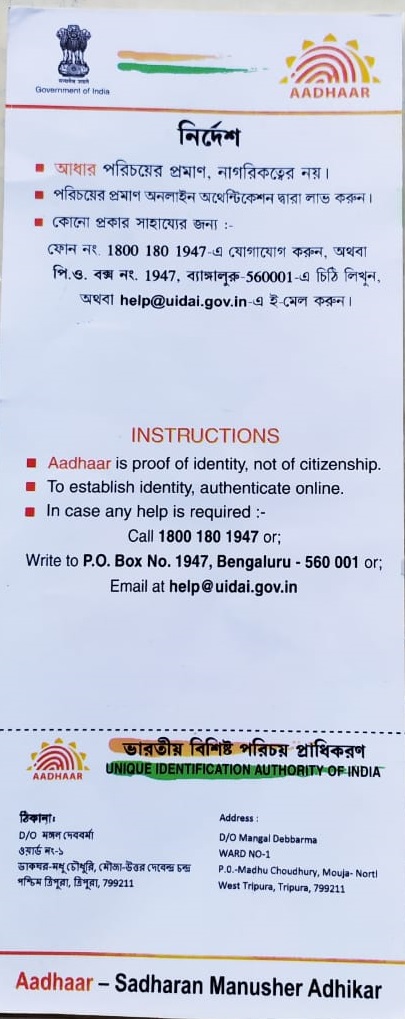 सत्यमेव जयते
Government of India
AADHAAR
নির্দেশ
আধার পরিচয়ের প্রমাণ, নাগরিকত্বের নয়।
পরিচয়ের প্রমাণ অনলাইন অথেন্টিকেশন দ্বারা লাভ করুন।
কোনো প্রকার সাহায্যের জন্য :-
ফোন নং. 1800 180 1947-এ যোগাযোগ করুন, অথবা
পি.ও. বক্স নং. 1947, ব্যাঙ্গালুরু-560001-এ চিঠি লিখুন,
অথবা help@uidai.gov.in-এ ই-মেল করুন।
INSTRUCTIONS
Aadhaar is proof of identity, not of citizenship.
To establish identity, authenticate online.
In case any help is required :-
Call 1800 180 1947 or;
Write to P.O. Box No. 1947, Bengaluru - 560 001 or;
Email at help@uidai.gov.in
AADHAAR
ভারতীয় বিশিষ্ট পরিচয় প্রাধিকরণ
UNIQUE IDENTIFICATION AUTHORITY OF INDIA
ঠিকানা:
D/O মঙ্গল দেববর্মা
ওয়ার্ড নং-১
ডাকঘর-মধু চৌধুরি, মৌজা-উত্তর দেবেন্দ্র চন্দ্র
পশ্চিম ত্রিপুরা, ত্রিপুরা, 799211
Address :
D/O Mangal Debbarma
WARD NO-1
P.O.-Madhu Choudhury, Mouja- Nortl
West Tripura, Tripura, 799211
Aadhaar – Sadharan Manusher Adhikar